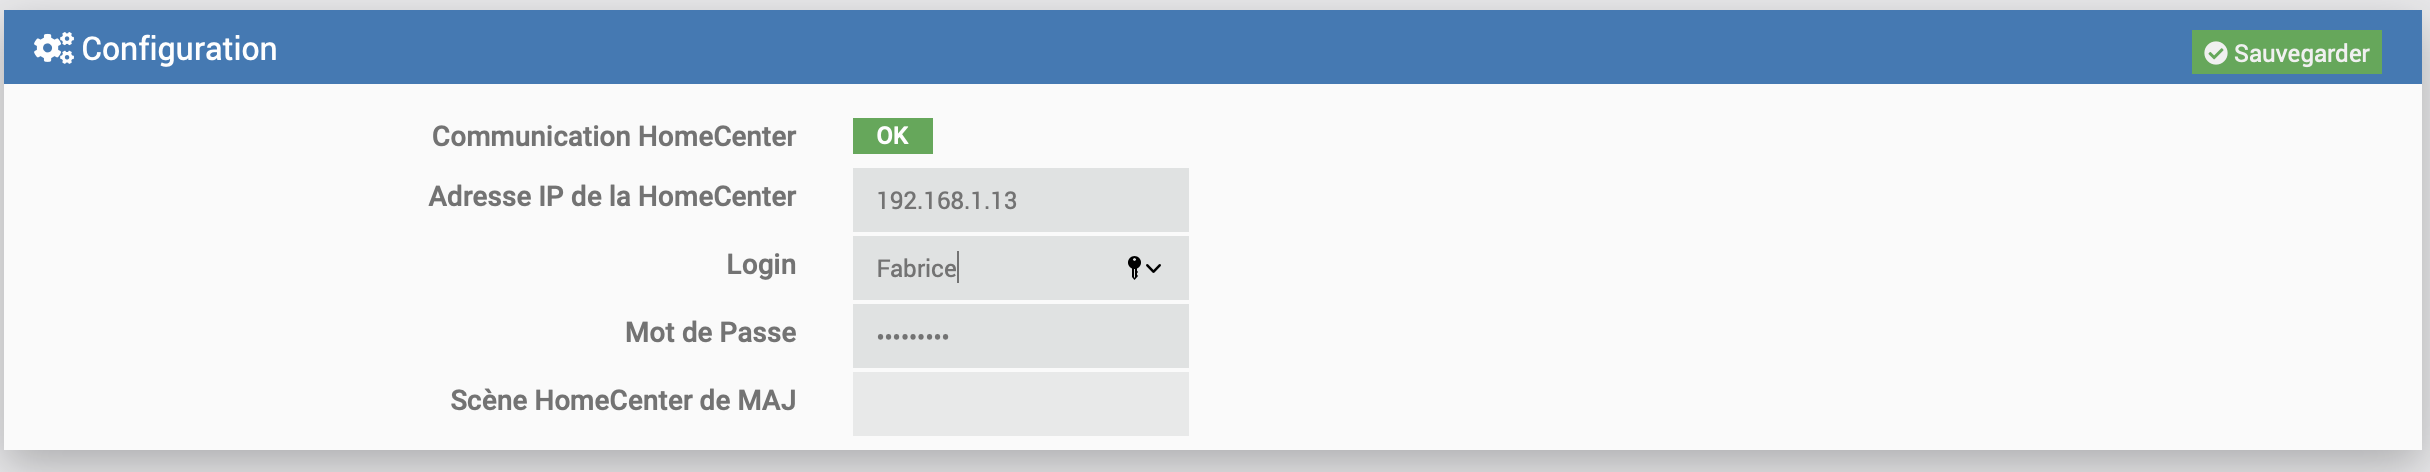 Configuration
Sauvegarder
Communication HomeCenter OK
Adresse IP de la HomeCenter 192.168.1.13
Login Fabrice
Mot de Passe •••••••••
Scène HomeCenter de MAJ